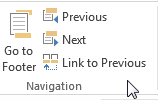 Previous
Next
Go to
Footer
Link to Previous
Navigation